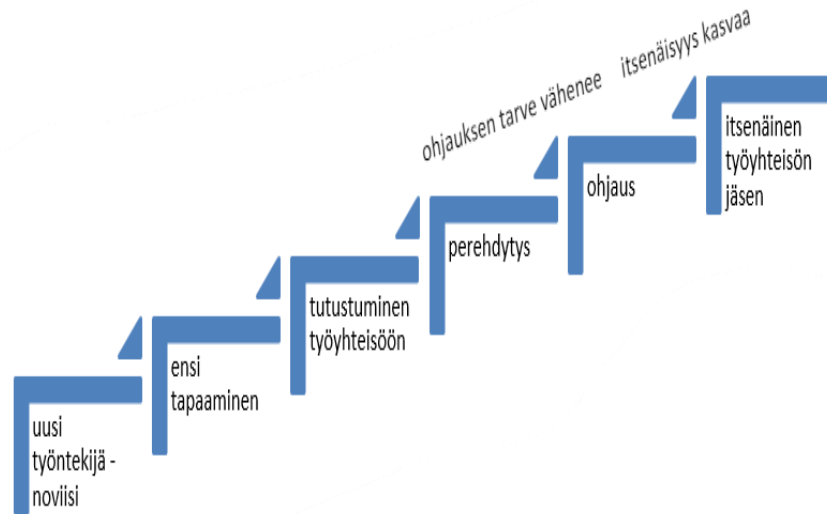 uusi
työntekijä -
noviisi
ensi
tapaaminen
tutustuminen
työyhteisöön
perehdytys
ohjaus
itsenäinen
työyhteisön
jäsen
ohjauksen tarve vähenee
itsenäisyys kasvaa